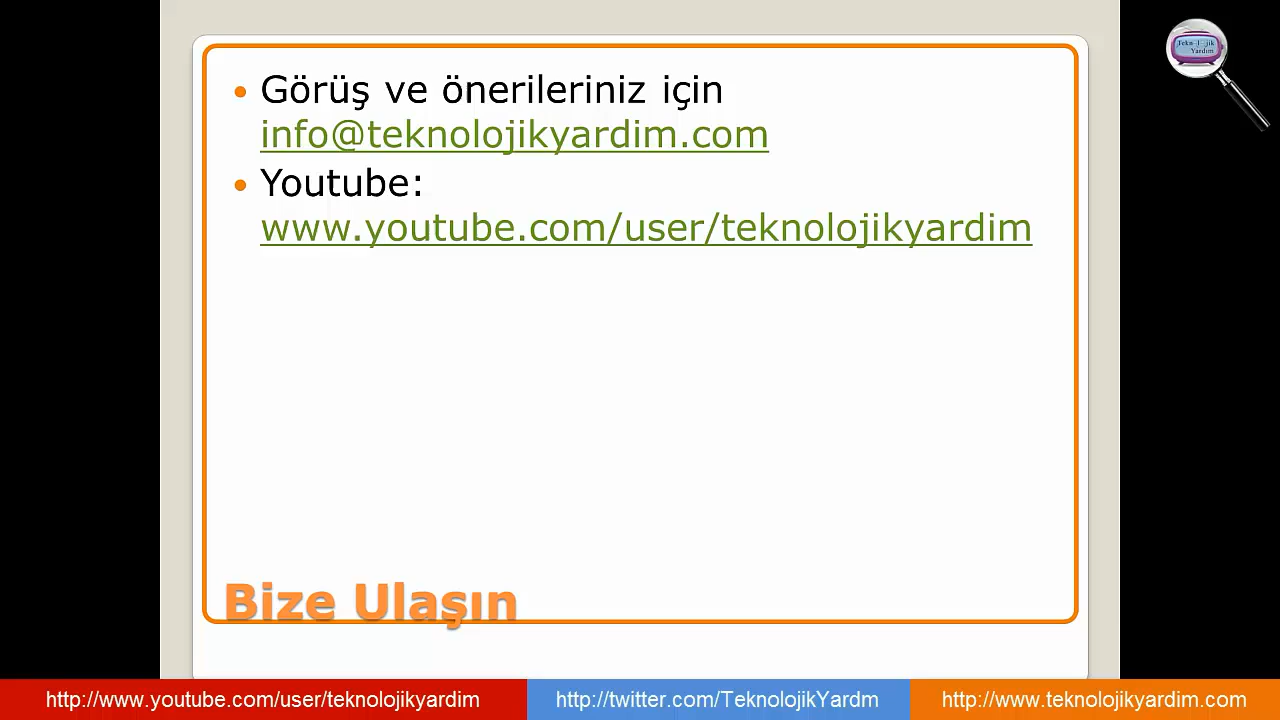 Görüş ve önerileriniz için
info@teknolojikyardim.com
Youtube:
www.youtube.com/user/teknolojikyardim
Bize Ulaşın
http://www.youtube.com/user/teknolojikyardim
http://twitter.com/TeknolojikYardm
http://www.teknolojikyardim.com
Yardım